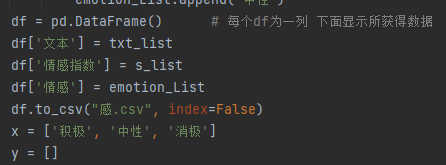 emotion_List.append("中性")
df = pd.DataFrame()      # 每个df为一列 下面显示所获得数据
df['文本'] = txt_list
df['情感指数'] = s_list
df['情感'] = emotion_List
df.to_csv("感.csv", index=False)
x = ['积极', '中性', '消极']
y = []